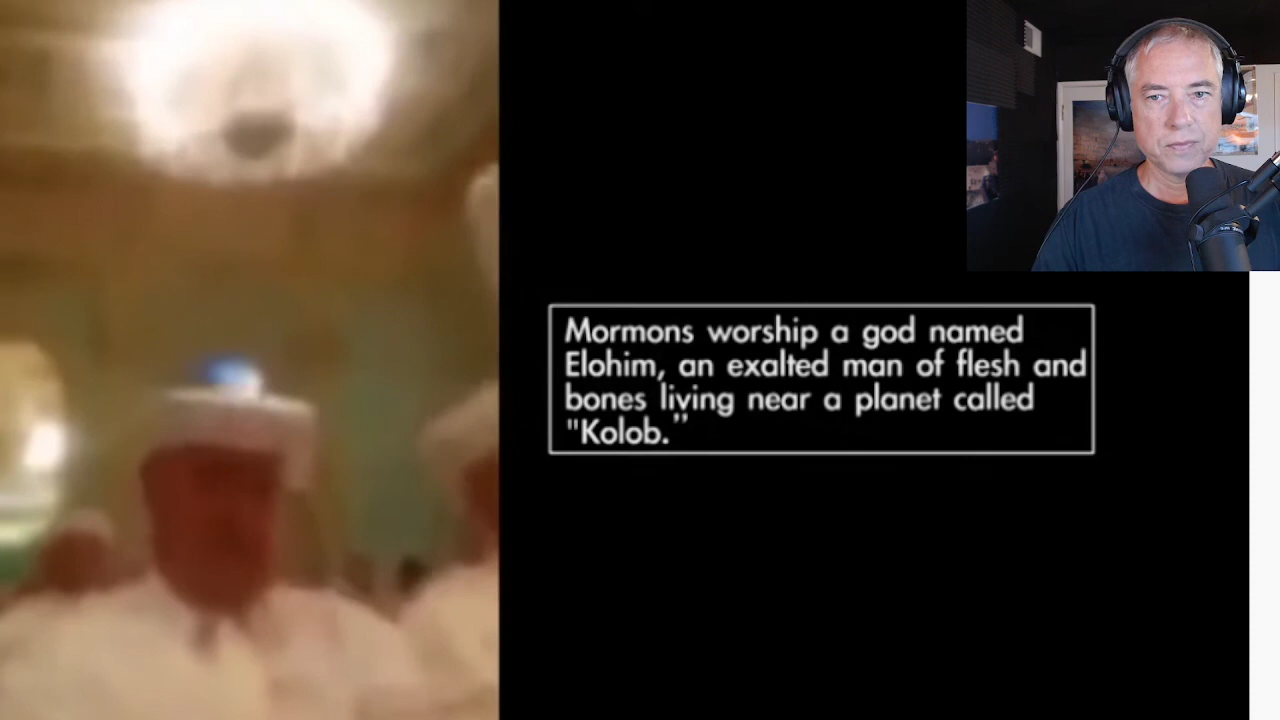 Mormons worship a god named
Elohim, an exalted man of flesh and
bones living near a planet called
"Kolob.”